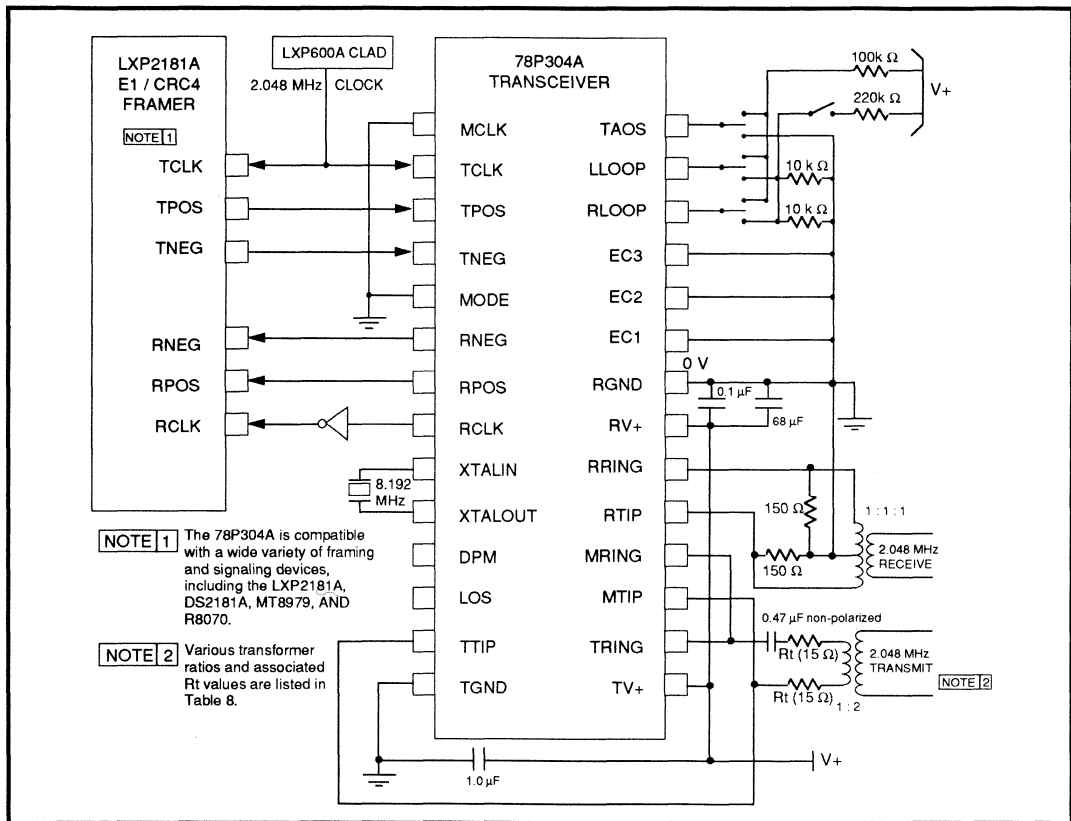 LXP2181A
E1 / CRC4
FRAMER
NOTE 1
TCLK
TPOS
TNEG
RNEG
RPOS
RCLK
LXP600A CLAD
2.048 MHz CLOCK
78P304A
TRANSCEIVER
MCLK
TCLK
TPOS
TNEG
MODE
RNEG
RPOS
RCLK
XTALIN
XTALOUT
DPM
LOS
TTIP
TGND
TAOS
LLOOP
RLOOP
EC3
EC2
EC1
RGND
RV+
RRING
RTIP
MRING
MTIP
TRING
TV+
100k Ω
220k Ω
V+
10 k Ω
10 k Ω
0 V
0.1 µF
68 µF
8.192
MHz
150 Ω
150 Ω
1 : 1 : 1
2.048 MHz
RECEIVE
0.47 µF non-polarized
Rt (15 Ω)
Rt (15 Ω)
1 : 2
2.048 MHz
TRANSMIT
NOTE 2
1.0 µF
V+
NOTE 1 The 78P304A is compatible
with a wide variety of framing
and signaling devices,
including the LXP2181A,
DS2181A, MT8979, AND
R8070.
NOTE 2 Various transformer
ratios and associated
Rt values are listed in
Table 8.